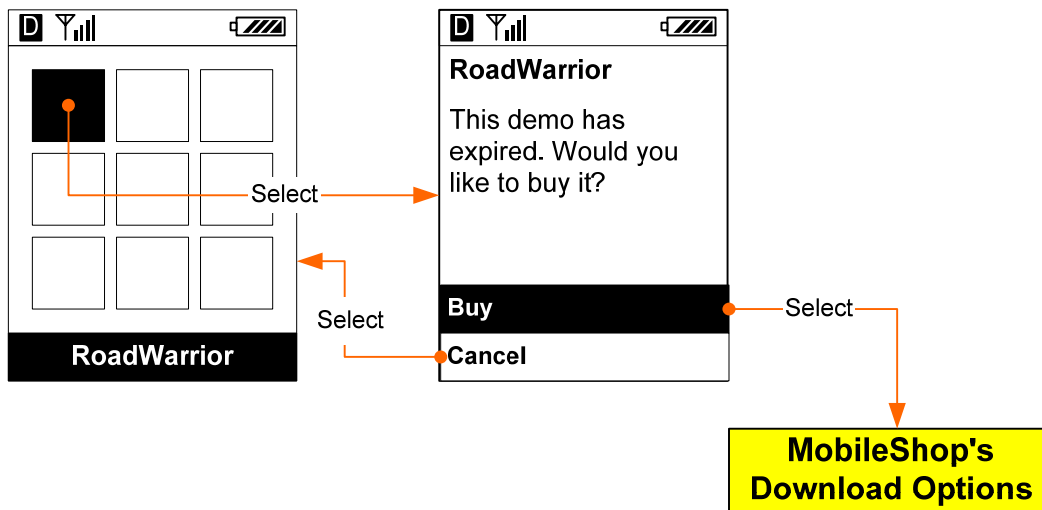 D
Select
RoadWarrior
D
RoadWarrior
This demo has
expired. Would you
like to buy it?
Buy
Cancel
Select
Select
MobileShop's
Download Options